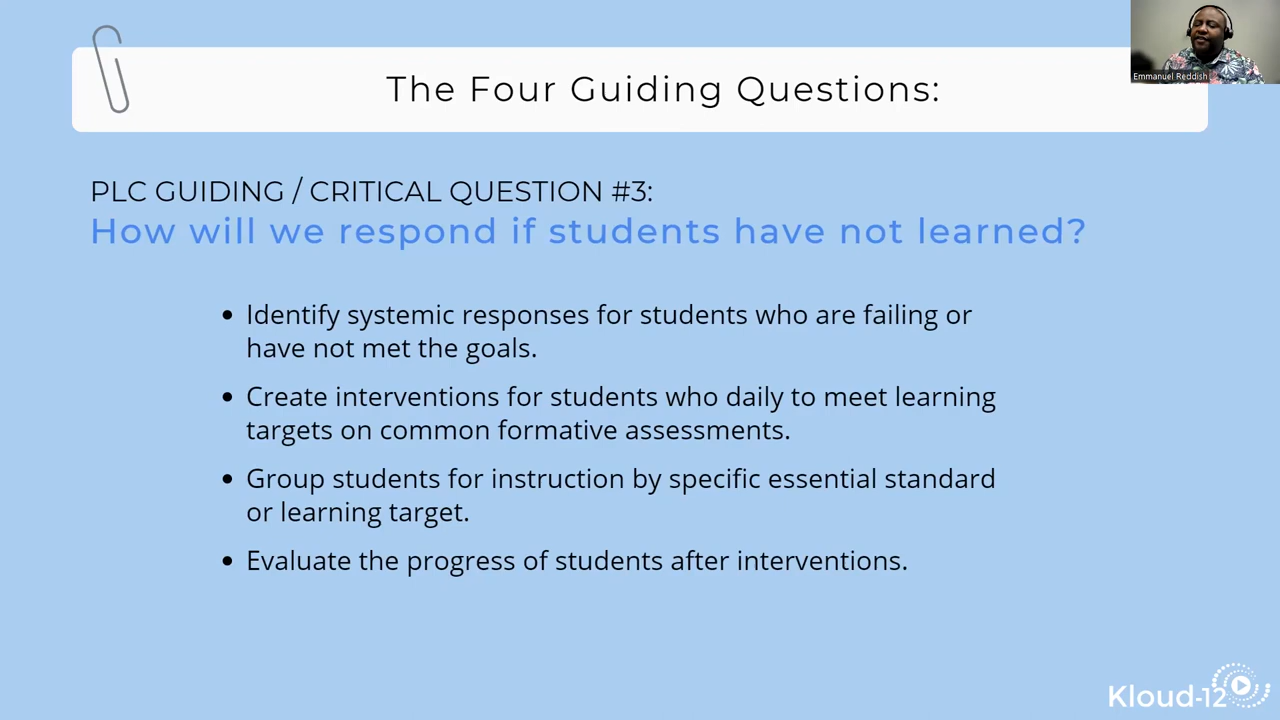 Emmanuel Reddish
The Four Guiding Questions:
PLC GUIDING / CRITICAL QUESTION #3:
How will we respond if students have not learned?
• Identify systemic responses for students who are failing or
have not met the goals.
• Create interventions for students who daily to meet learning
targets on common formative assessments.
• Group students for instruction by specific essential standard
or learning target.
• Evaluate the progress of students after interventions.
Kloud-12